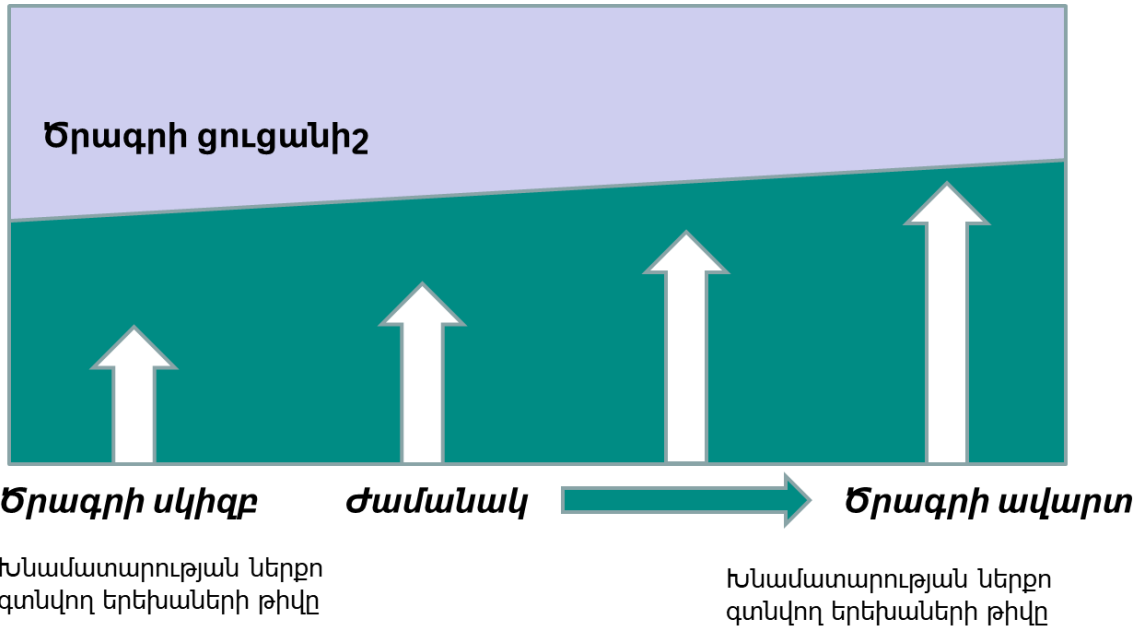 Ծրագրի ցուցանիշ
Ծրագրի սկիզբ
Ժամանակ
Ծրագրի ավարտ
Խնամատարության ներքո
գտնվող երեխաների թիվը
Խնամատարության ներքո
գտնվող երեխաների թիվը